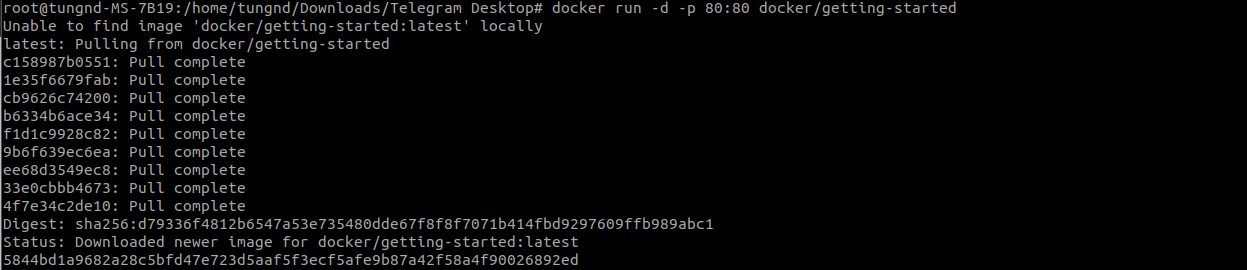 root@tungnd-MS-7B19:/home/tungnd/Downloads/Telegram Desktop# docker run -d -p 80:80 docker/getting-started
Unable to find image 'docker/getting-started:latest' locally
latest: Pulling from docker/getting-started
c158987b0551: Pull complete
1e35f6679fab: Pull complete
cb9626c74200: Pull complete
b6334b6ace34: Pull complete
f1d1c9928c82: Pull complete
9b6f639ec6ea: Pull complete
ee68d3549ec8: Pull complete
33e0cbbb4673: Pull complete
4f7e34c2de10: Pull complete
Digest: sha256:d79336f4812b6547a53e735480dde67f8f8f7071b414fbd9297609ffb989abc1
Status: Downloaded newer image for docker/getting-started:latest
5844bd1a9682a28c5bfd47e723d5aaf5f3ecf5afe9b87a42f58a4f90026892ed